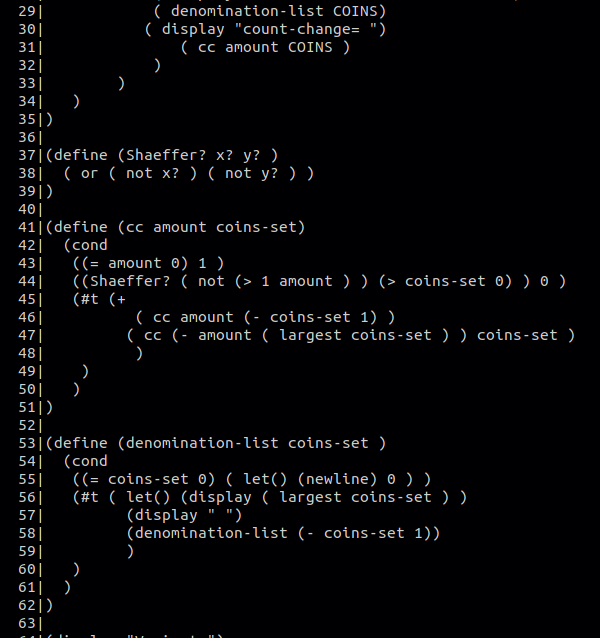 29|            ( denomination-list COINS)
30|           ( display "count-change= ")
31|               ( cc amount COINS )
32|            )
33|        )
34|   )
35|)
36|
37|(define (Shaeffer? x? y? )
38|  ( or ( not x? ) ( not y? ) )
39|)
40|
41|(define (cc amount coins-set)
42|  (cond
43|   ((= amount 0) 1 )
44|   ((Shaeffer? ( not (> 1 amount ) ) (> coins-set 0) ) 0 )
45|   (#t (+
46|          ( cc amount (- coins-set 1) )
47|         ( cc (- amount ( largest coins-set ) ) coins-set )
48|          )
49|    )
50|   )
51|)
52|
53|(define (denomination-list coins-set )
54|  (cond
55|   ((= coins-set 0) ( let() (newline) 0 ) )
56|   (#t ( let() (display ( largest coins-set ) )
57|         (display " ")
58|         (denomination-list (- coins-set 1))
59|         )
60|   )
61|  )
62|)
63|